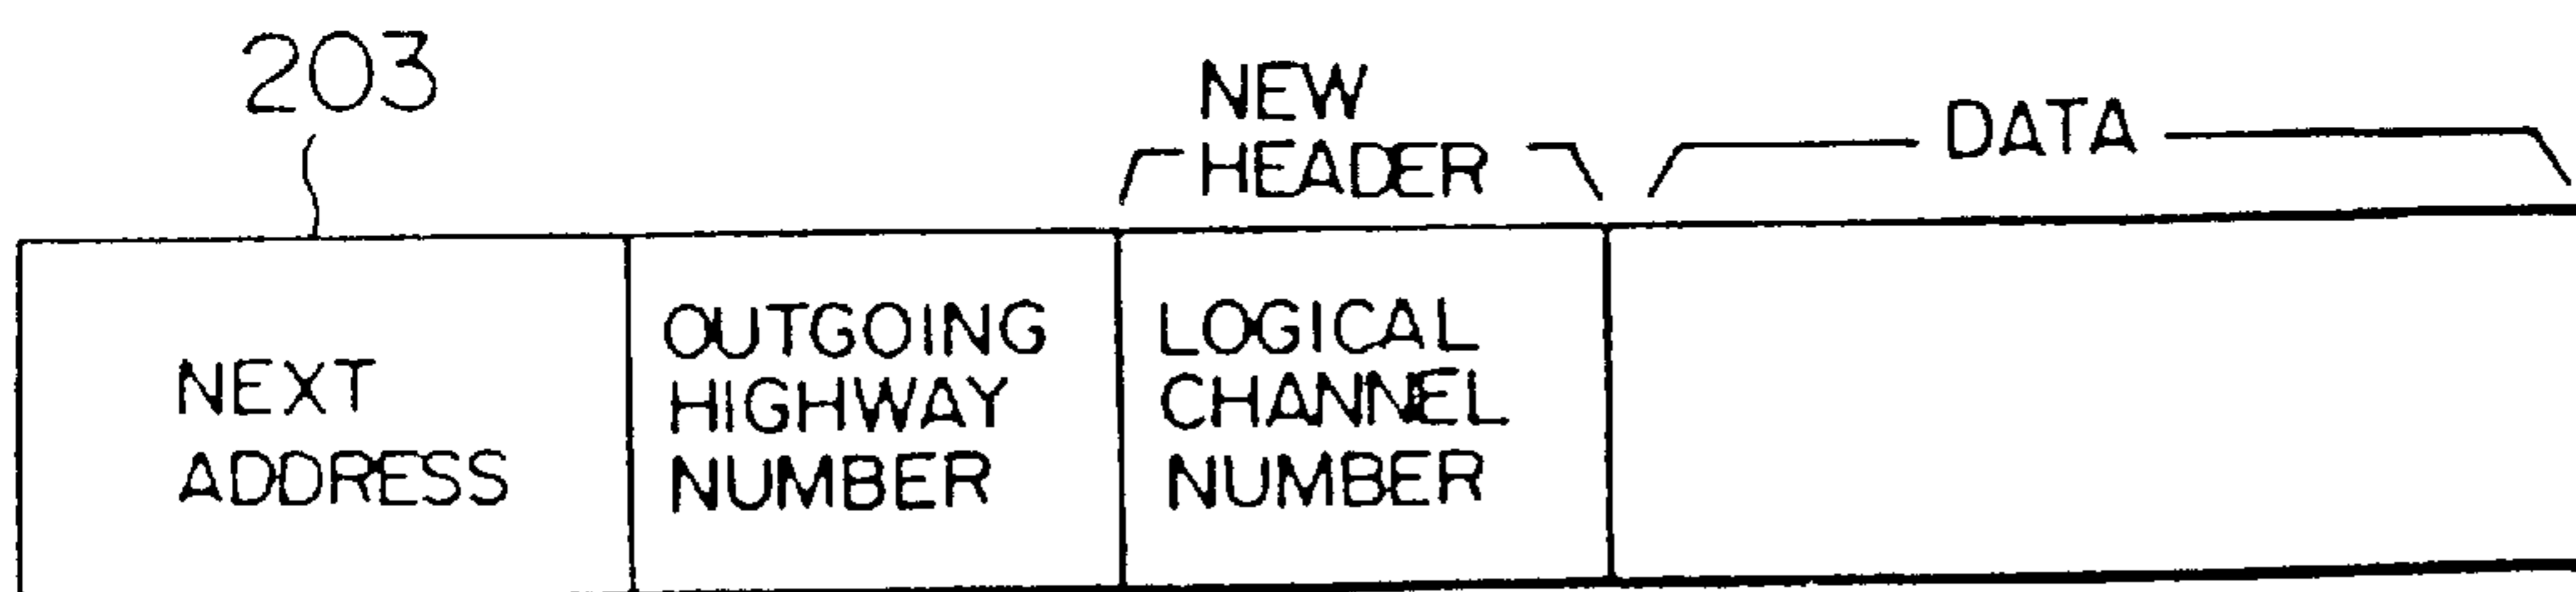 203
NEW
HEADER
DATA
NEXT
ADDRESS
OUTGOING
HIGHWAY
NUMBER
LOGICAL
CHANNEL
NUMBER